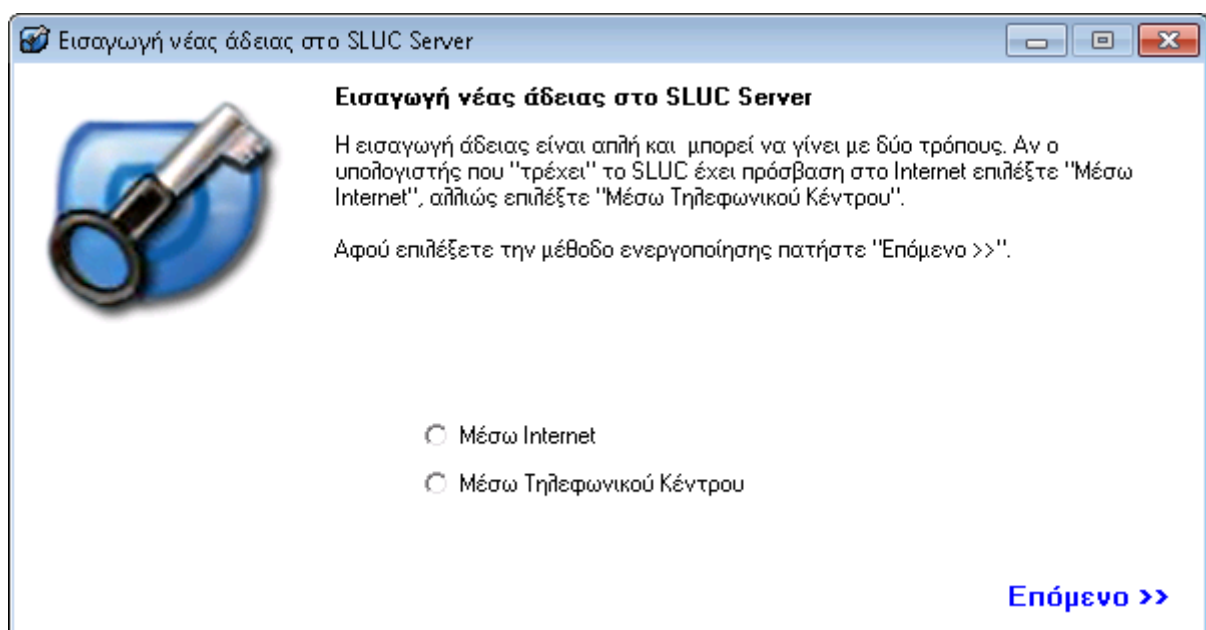 Εισαγωγή νέας άδειας στο SLUC Server
Εισαγωγή νέας άδειας στο SLUC Server
Η εισαγωγή άδειας είναι απλή και  μπορεί να γίνει με δύο τρόπους. Αν ο
υπολογιστής που "τρέχει" το SLUC έχει πρόσβαση στο Internet επιλέξτε "Μέσω
Internet", αλλιώς επιλέξτε "Μέσω Τηλεφωνικού Κέντρου".
Αφού επιλέξετε την μέθοδο ενεργοποίησης πατήστε "Επόμενο >>".
Μέσω Internet
Μέσω Τηλεφωνικού Κέντρου
Επόμενο >>